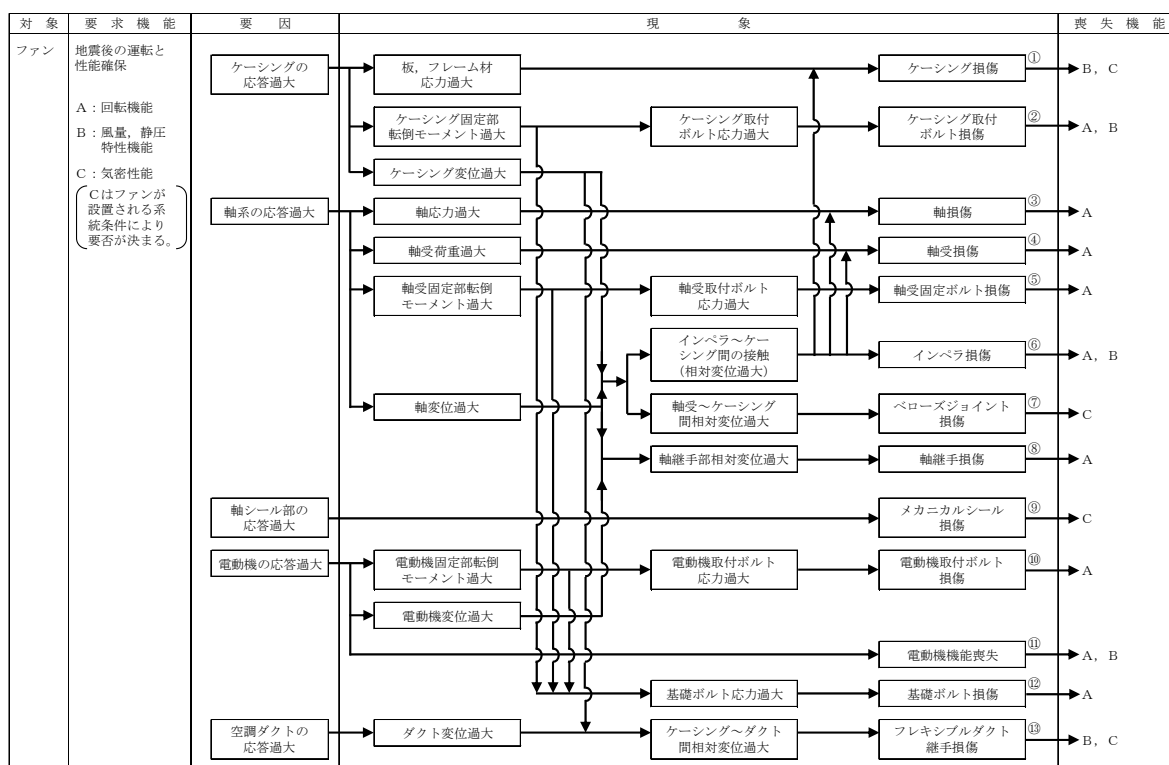 対象
要求機能
要因
現象
喪失機能
ファン
地震後の運転と
性能確保
A：回転機能
B：風量，静圧
特性機能
C：気密性能
Cはファンが
設置される系
統条件により
要否が決まる。
ケーシングの
応答過大
板，フレーム材
応力過大
ケーシング損傷
①
B，C
ケーシング固定部
転倒モーメント過大
ケーシング取付
ボルト応力過大
ケーシング取付
ボルト損傷
②
A，B
ケーシング変位過大
軸系の応答過大
軸応力過大
軸損傷
③
A
軸受荷重過大
軸受損傷
④
A
軸受固定部転倒
モーメント過大
軸受取付ボルト
応力過大
軸受固定ボルト損傷
⑤
A
インペラ～ケー
シング間の接触
(相対変位過大)
インペラ損傷
⑥
A，B
軸変位過大
軸受～ケーシング
間相対変位過大
ベローズジョイント
損傷
⑦
C
軸継手部相対変位過大
軸継手損傷
⑧
A
軸シール部の
応答過大
メカニカルシール
損傷
⑨
C
電動機の応答過大
電動機固定部転倒
モーメント過大
電動機取付ボルト
応力過大
電動機取付ボルト
損傷
⑩
A
電動機変位過大
電動機機能喪失
⑪
A，B
基礎ボルト応力過大
基礎ボルト損傷
⑫
A
空調ダクトの
応答過大
ダクト変位過大
ケーシング～ダクト
間相対変位過大
フレキシブルダクト
継手損傷
⑬
B，C